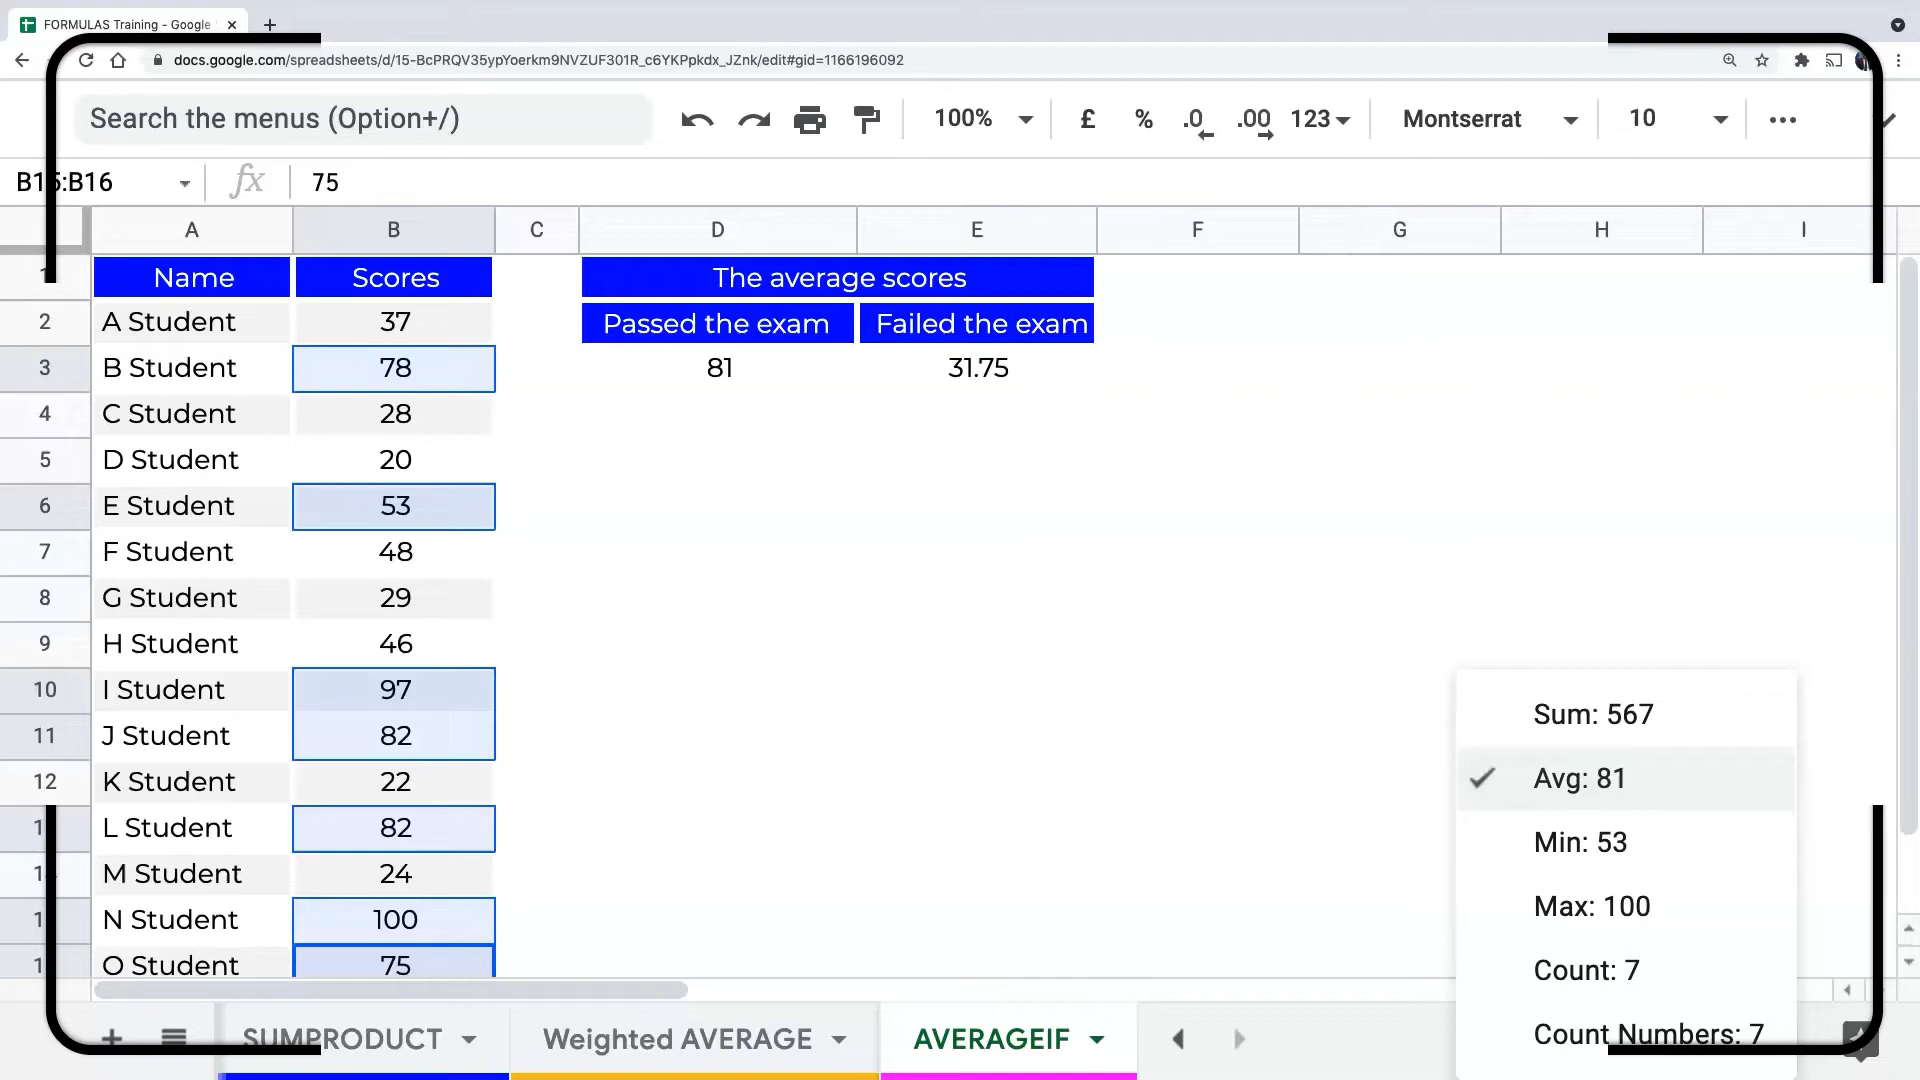 FORMULAS Training - Google
docs.google.com/spreadsheets/d/15-BcPRQV35ypYoerkm9NVZUF301R_c6YKPpkdx_JZnk/edit#gid=1166196092
Search the menus (Option+/) 100% £ % .0 .00 123 Montserrat 10
B15:B16 fx 75
A B C D E F G H I
Name Scores The average scores
2 A Student 37 Passed the exam Failed the exam
3 B Student 78 81 31.75
4 C Student 28
5 D Student 20
6 E Student 53
7 F Student 48
8 G Student 29
9 H Student 46
10 I Student 97
11 J Student 82
12 K Student 22
L Student 82
M Student 24
N Student 100
O Student 75
Sum: 567
Avg: 81
Min: 53
Max: 100
Count: 7
Count Numbers: 7
SUMPRODUCT Weighted AVERAGE AVERAGEIF